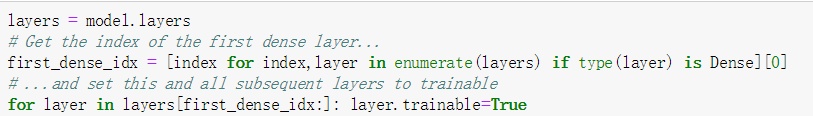 layers = model.layers
# Get the index of the first dense layer...
first_dense_idx = [index for index,layer in enumerate(layers) if type(layer) is Dense][0]
# ...and set this and all subsequent layers to trainable
for layer in layers[first_dense_idx:]: layer.trainable=True